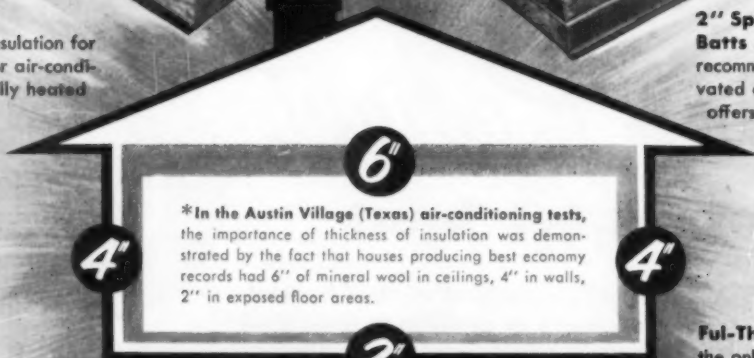 sulation for
r air-condi-
lly heated
2" Sp
Batts
recomm
vated
offers
6"
*In the Austin Village (Texas) air-conditioning tests,
the importance of thickness of insulation was demon-
strated by the fact that houses producing best economy
records had 6" of mineral wool in ceilings, 4" in walls,
2" in exposed floor areas.
4"
4"
2"
Ful-Th